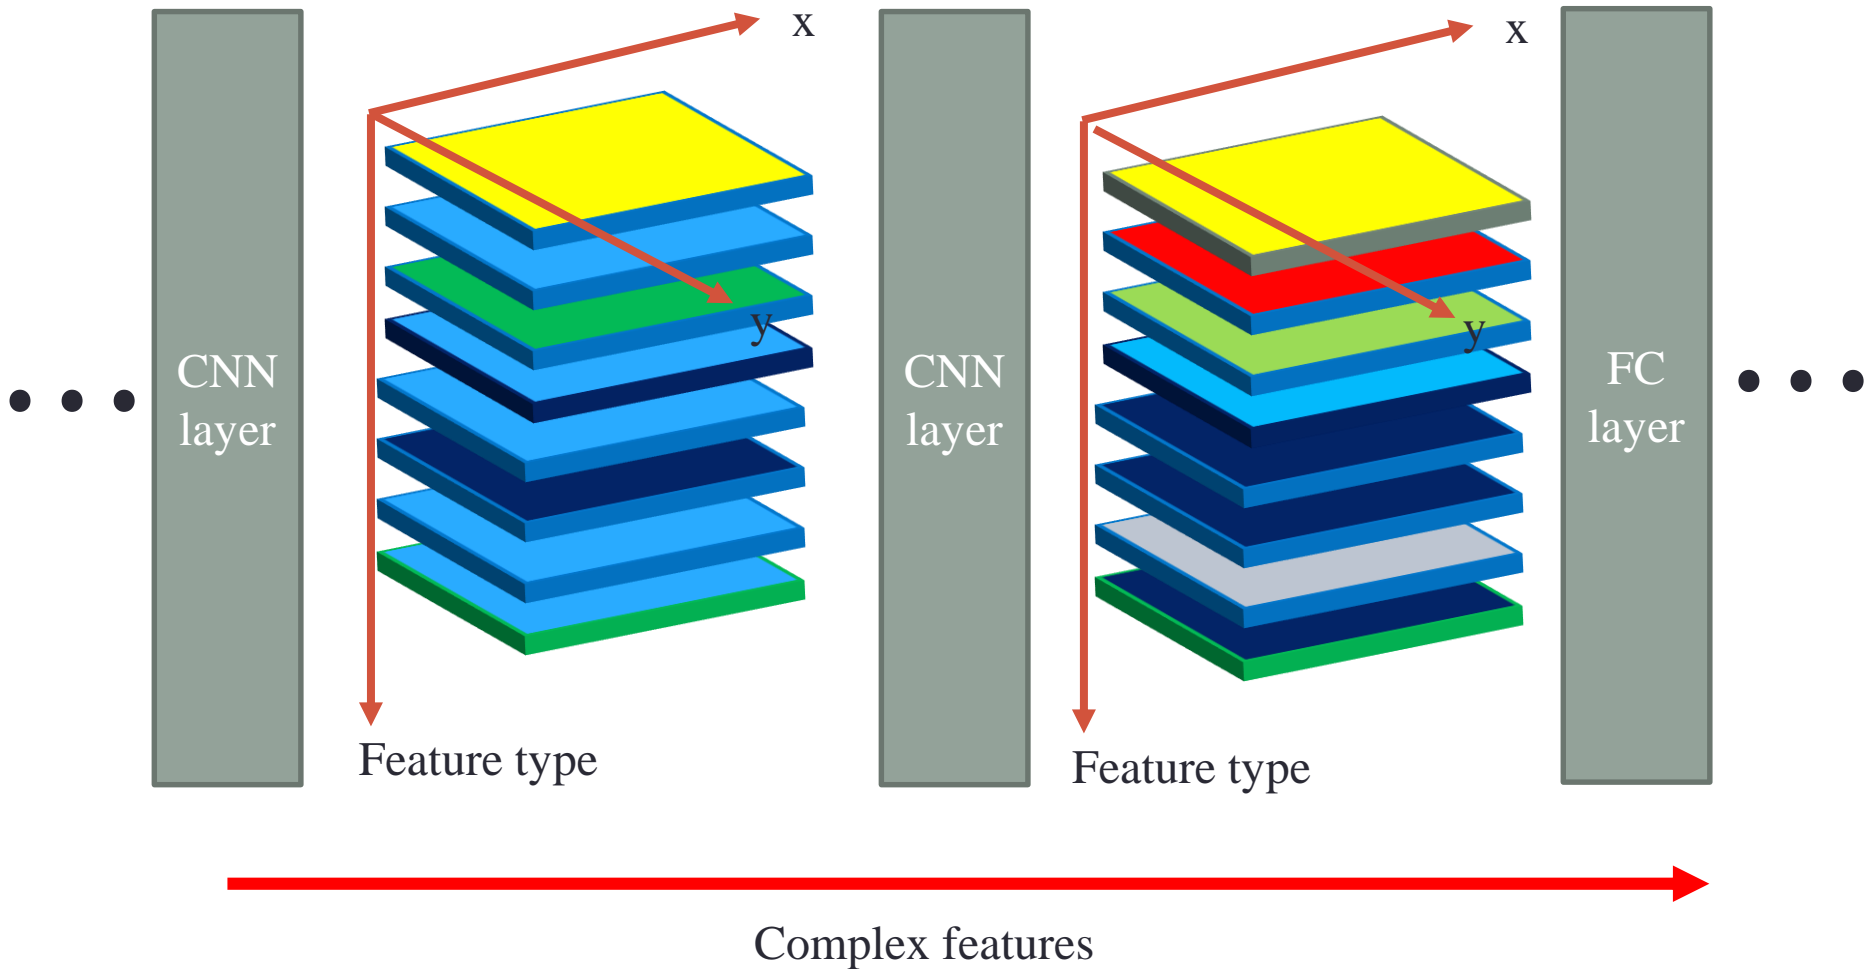 x
x
y
y
CNN
layer
CNN
layer
FC
layer
Feature type
Feature type
Complex features